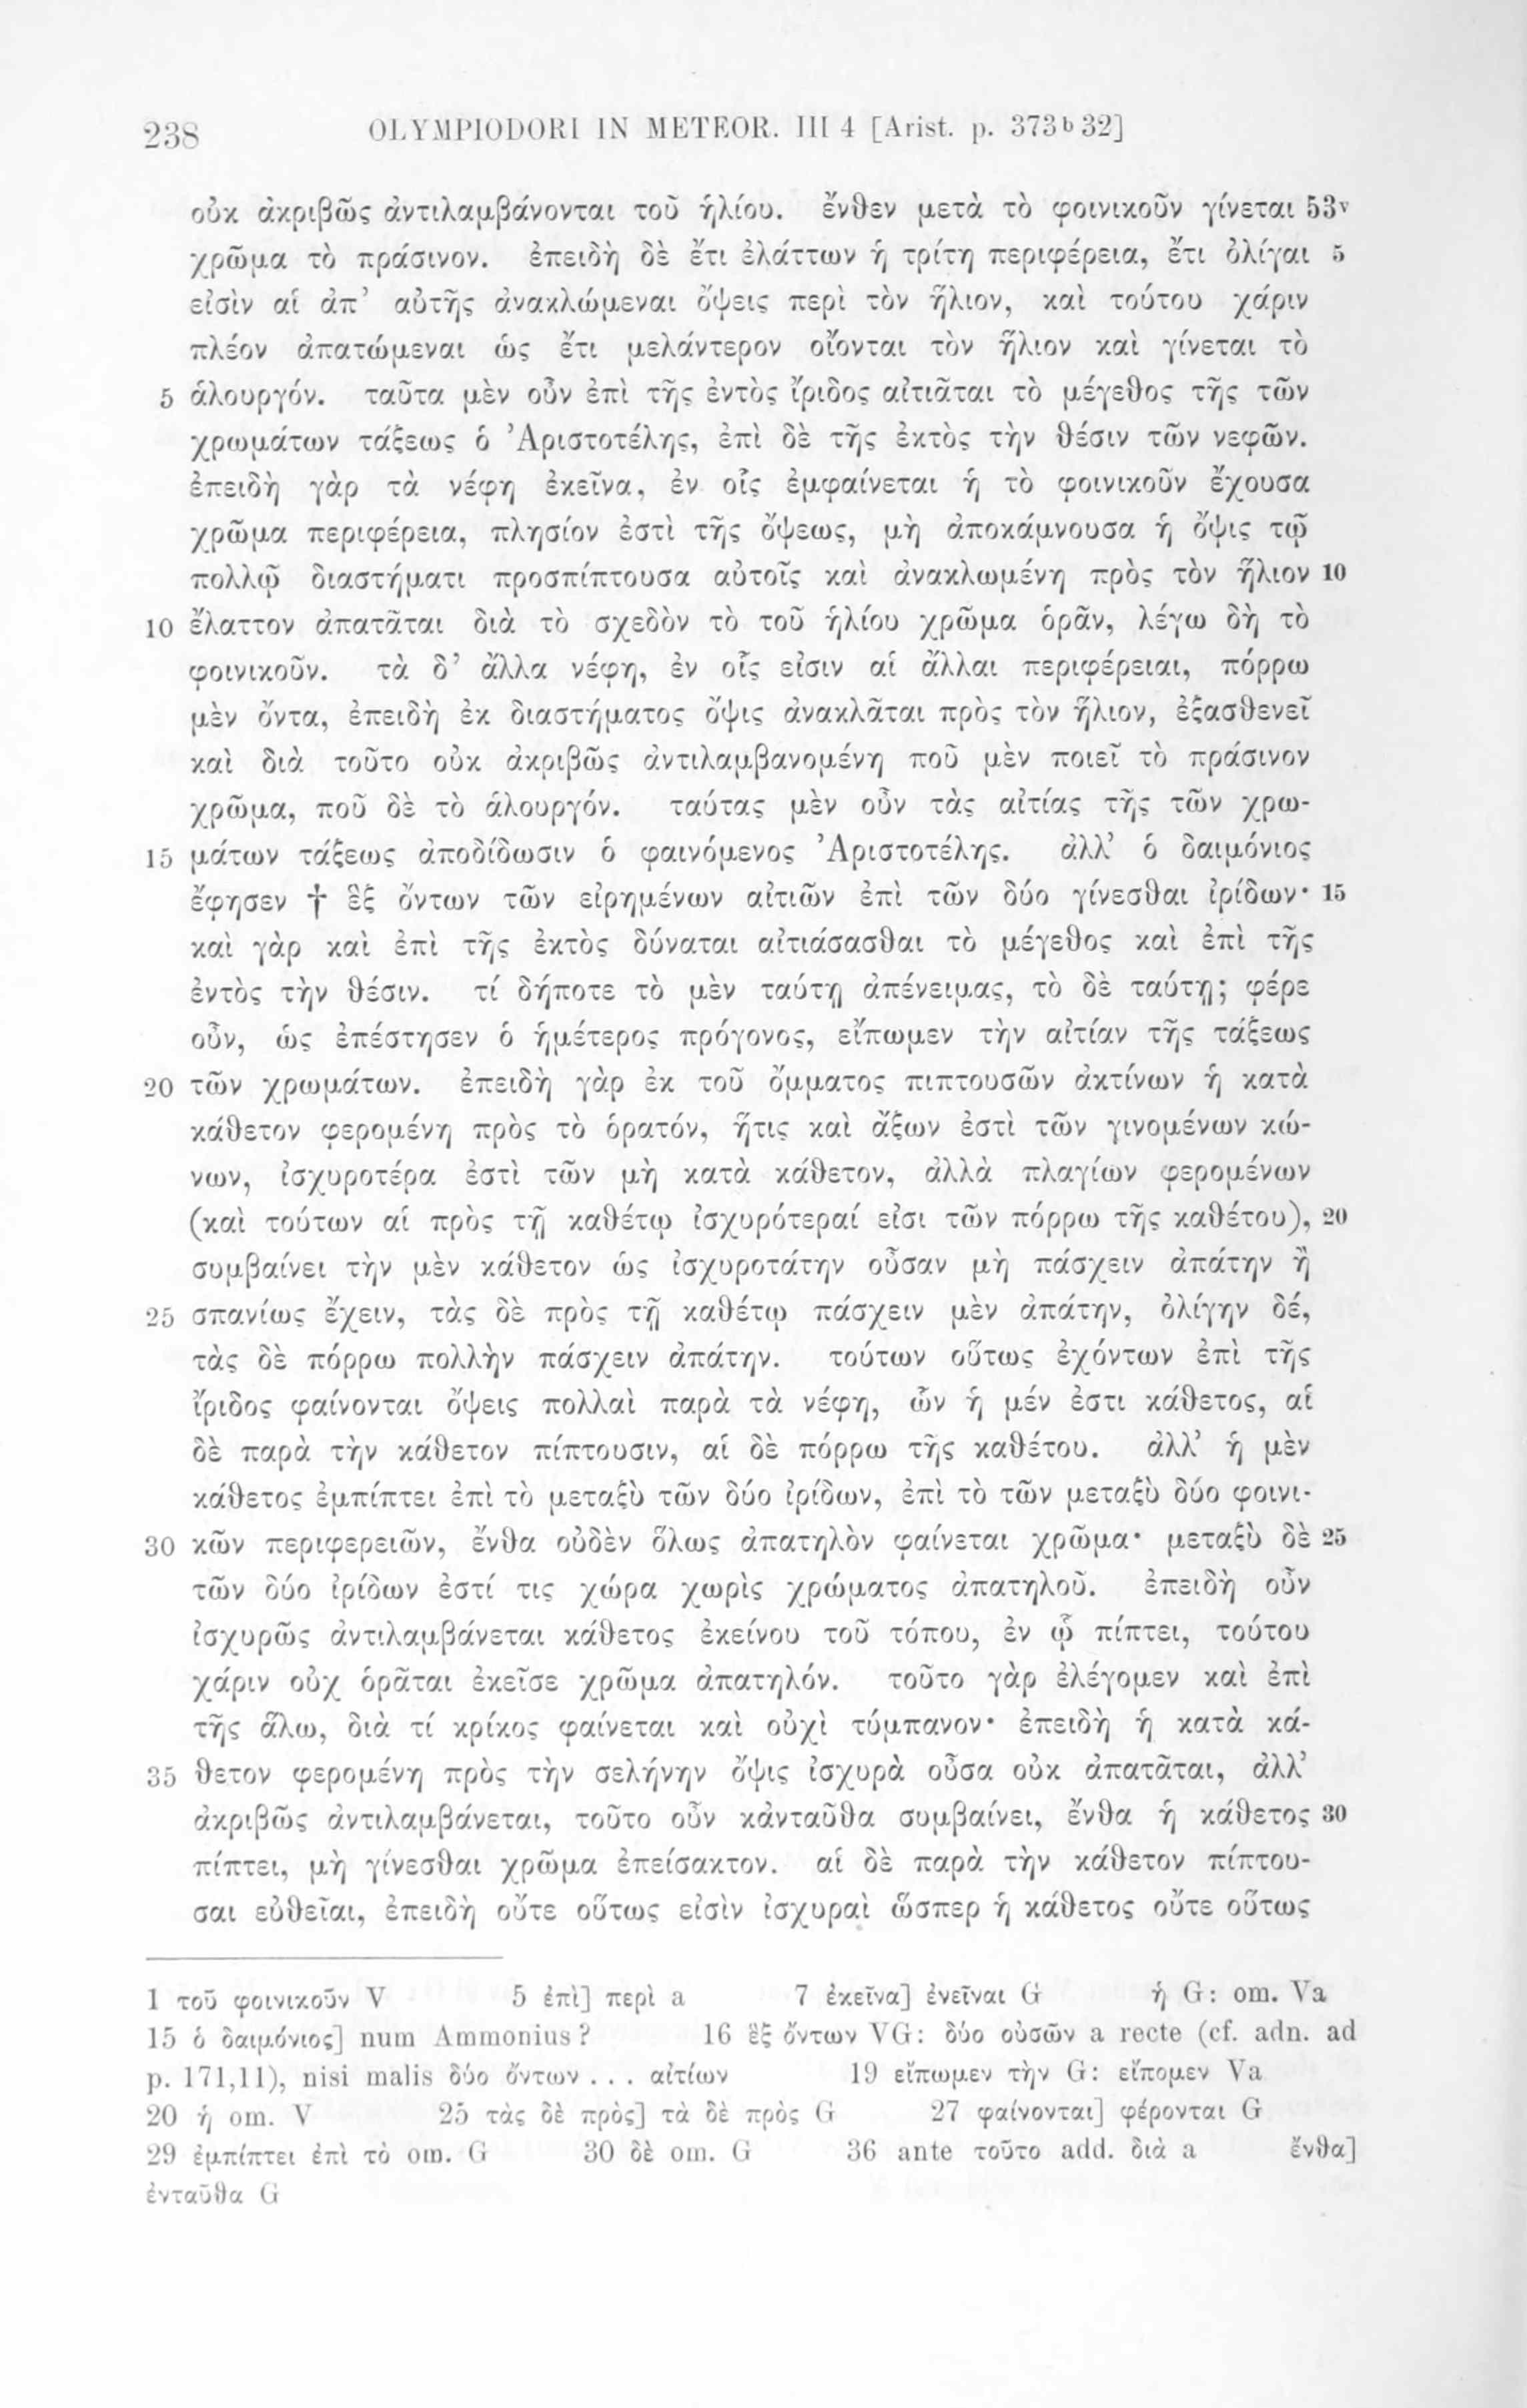 238 OLYMPIODORI IN METEOR. III 4 [Arist. p. 373ᵇ32]
οὐκ ἀκριβῶς ἀντιλαμβάνονται τοῦ ἡλίου. ἔνθεν μετὰ τὸ φοινικοῦν γίνεται 53ᵛ
χρῶμα τὸ πράσινον. ἐπειδὴ δὲ ἔτι ἐλάττων ἡ τρίτη περιφέρεια, ἔτι ὀλίγαι 5
εἰσὶν αἱ ἀπ’ αὐτῆς ἀνακλώμεναι ὄψεις περὶ τὸν ἥλιον, καὶ τούτου χάριν
πλέον ἀπατώμεναι ὡς ἔτι μελάντερον οἴονται τὸν ἥλιον καὶ γίνεται τὸ
5 ἁλουργόν. ταῦτα μὲν οὖν ἐπὶ τῆς ἐντὸς ἴριδος αἰτιᾶται τὸ μέγεθος τῆς τῶν
χρωμάτων τάξεως ὁ Ἀριστοτέλης, ἐπὶ δὲ τῆς ἐκτὸς τὴν θέσιν τῶν νεφῶν.
ἐπειδὴ γὰρ τὰ νέφη ἐκεῖνα, ἐν οἷς ἐμφαίνεται ἡ τὸ φοινικοῦν ἔχουσα
χρῶμα περιφέρεια, πλησίον ἐστὶ τῆς ὄψεως, μὴ ἀποκάμνουσα ἡ ὄψις τῷ
πολλῷ διαστήματι προσπίπτουσα αὐτοῖς καὶ ἀνακλωμένη πρὸς τὸν ἥλιον 10
10 ἔλαττον ἀπατᾶται διὰ τὸ σχεδὸν τὸ τοῦ ἡλίου χρῶμα ὁρᾶν, λέγω δὴ τὸ
φοινικοῦν. τὰ δ’ ἄλλα νέφη, ἐν οἷς εἰσιν αἱ ἄλλαι περιφέρειαι, πόρρω
μὲν ὄντα, ἐπειδὴ ἐκ διαστήματος ὄψις ἀνακλᾶται πρὸς τὸν ἥλιον, ἐξασθενεῖ
καὶ διὰ τοῦτο οὐκ ἀκριβῶς ἀντιλαμβανομένη ποῦ μὲν ποιεῖ τὸ πράσινον
χρῶμα, ποῦ δὲ τὸ ἁλουργόν. ταύτας μὲν οὖν τὰς αἰτίας τῆς τῶν χρω-
15 μάτων τάξεως ἀποδίδωσιν ὁ φαινόμενος Ἀριστοτέλης. ἀλλ’ ὁ δαιμόνιος
ἔφησεν † ἓξ ὄντων τῶν εἰρημένων αἰτιῶν ἐπὶ τῶν δύο γίνεσθαι ἰρίδων· 15
καὶ γὰρ καὶ ἐπὶ τῆς ἐκτὸς δύναται αἰτιάσασθαι τὸ μέγεθος καὶ ἐπὶ τῆς
ἐντὸς τὴν θέσιν. τί δήποτε τὸ μὲν ταύτῃ ἀπένειμας, τὸ δὲ ταύτῃ; φέρε
οὖν, ὡς ἐπέστησεν ὁ ἡμέτερος πρόγονος, εἴπωμεν τὴν αἰτίαν τῆς τάξεως
20 τῶν χρωμάτων. ἐπειδὴ γὰρ ἐκ τοῦ ὄμματος πιπτουσῶν ἀκτίνων ἡ κατὰ
κάθετον φερομένη πρὸς τὸ ὁρατόν, ἥτις καὶ ἄξων ἐστὶ τῶν γινομένων κώ-
νων, ἰσχυροτέρα ἐστὶ τῶν μὴ κατὰ κάθετον, ἀλλὰ πλαγίων φερομένων
(καὶ τούτων αἱ πρὸς τῇ καθέτῳ ἰσχυρότεραί εἰσι τῶν πόρρω τῆς καθέτου), 20
συμβαίνει τὴν μὲν κάθετον ὡς ἰσχυροτάτην οὖσαν μὴ πάσχειν ἀπάτην ἢ
25 σπανίως ἔχειν, τὰς δὲ πρὸς τῇ καθέτῳ πάσχειν μὲν ἀπάτην, ὀλίγην δέ,
τὰς δὲ πόρρω πολλὴν πάσχειν ἀπάτην. τούτων οὕτως ἐχόντων ἐπὶ τῆς
ἴριδος φαίνονται ὄψεις πολλαὶ παρὰ τὰ νέφη, ὧν ἡ μέν ἐστι κάθετος, αἱ
δὲ παρὰ τὴν κάθετον πίπτουσιν, αἱ δὲ πόρρω τῆς καθέτου. ἀλλ’ ἡ μὲν
κάθετος ἐμπίπτει ἐπὶ τὸ μεταξὺ τῶν δύο ἰρίδων, ἐπὶ τὸ τῶν μεταξὺ δύο φοινι-
30 κῶν περιφερειῶν, ἔνθα οὐδὲν ὅλως ἀπατηλὸν φαίνεται χρῶμα· μεταξὺ δὲ 25
τῶν δύο ἰρίδων ἐστί τις χώρα χωρὶς χρώματος ἀπατηλοῦ. ἐπειδὴ οὖν
ἰσχυρῶς ἀντιλαμβάνεται κάθετος ἐκείνου τοῦ τόπου, ἐν ᾧ πίπτει, τούτου
χάριν οὐχ ὁρᾶται ἐκεῖσε χρῶμα ἀπατηλόν. τοῦτο γὰρ ἐλέγομεν καὶ ἐπὶ
τῆς ἅλω, διὰ τί κρίκος φαίνεται καὶ οὐχὶ τύμπανον· ἐπειδὴ ἡ κατὰ κά-
35 θετον φερομένη πρὸς τὴν σελήνην ὄψις ἰσχυρὰ οὖσα οὐκ ἀπατᾶται, ἀλλ’
ἀκριβῶς ἀντιλαμβάνεται, τοῦτο οὖν κἀνταῦθα συμβαίνει, ἔνθα ἡ κάθετος 30
πίπτει, μὴ γίνεσθαι χρῶμα ἐπείσακτον. αἱ δὲ παρὰ τὴν κάθετον πίπτου-
σαι εὐθεῖαι, ἐπειδὴ οὔτε οὕτως εἰσὶν ἰσχυραὶ ὥσπερ ἡ κάθετος οὔτε οὕτως
1 τοῦ φοινικοῦν V 5 ἐπὶ] περὶ a 7 ἐκεῖνα] ἐνεῖναι G ἡ G: om. Va
15 ὁ δαιμόνιος] num Ammonius? 16 ἓξ ὄντων VG: δύο οὐσῶν a recte (cf. adn. ad
p. 171,11), nisi malis δύο ὄντων . . . αἰτίων 19 εἴπωμεν τὴν G: εἴπομεν Va
20 ἡ om. V 25 τὰς δὲ πρὸς] τὰ δὲ πρὸς G 27 φαίνονται] φέρονται G
29 ἐμπίπτει ἐπὶ τὸ om. G 30 δὲ om. G 36 ante τοῦτο add. διὰ a ἔνθα]
ἐνταῦθα G